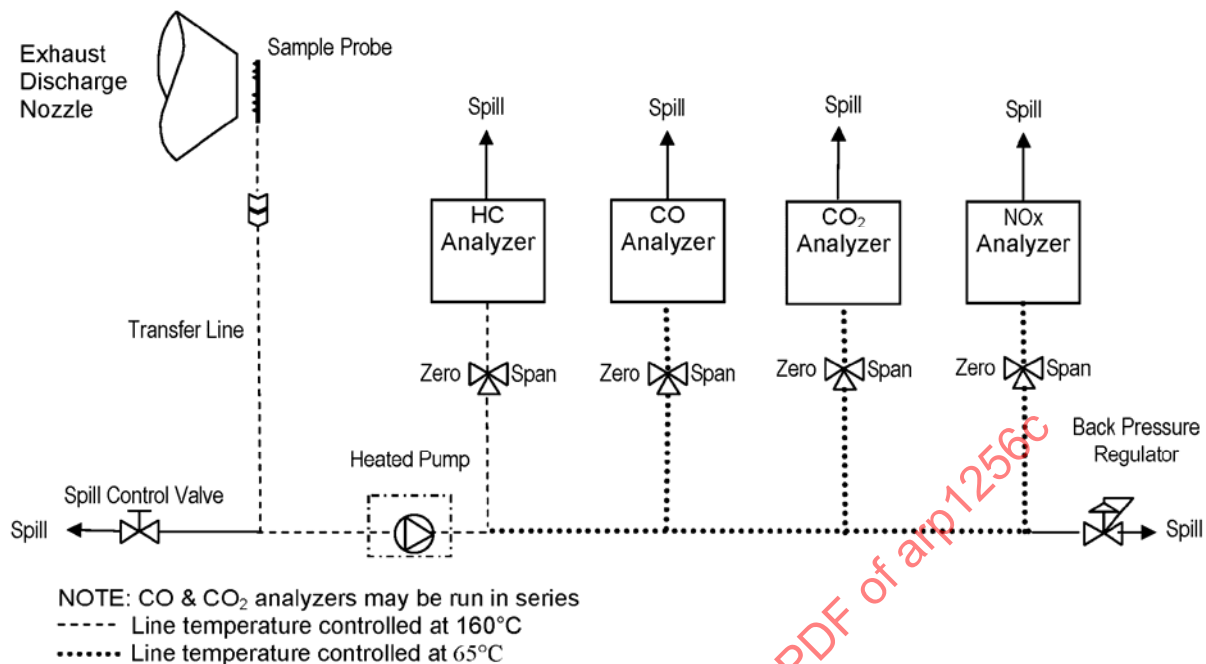 Exhaust
Discharge
Nozzle
Sample Probe
Spill
Spill
Spill
Spill
HC
Analyzer
CO
Analyzer
CO₂
Analyzer
NOx
Analyzer
Transfer Line
Zero Span
Zero Span
Zero Span
Zero Span
Back Pressure
Regulator
Heated Pump
Spill Control Valve
Spill
Spill
NOTE: CO & CO₂ analyzers may be run in series
Line temperature controlled at 160°C
Line temperature controlled at 65°C
PDF of arp1256c